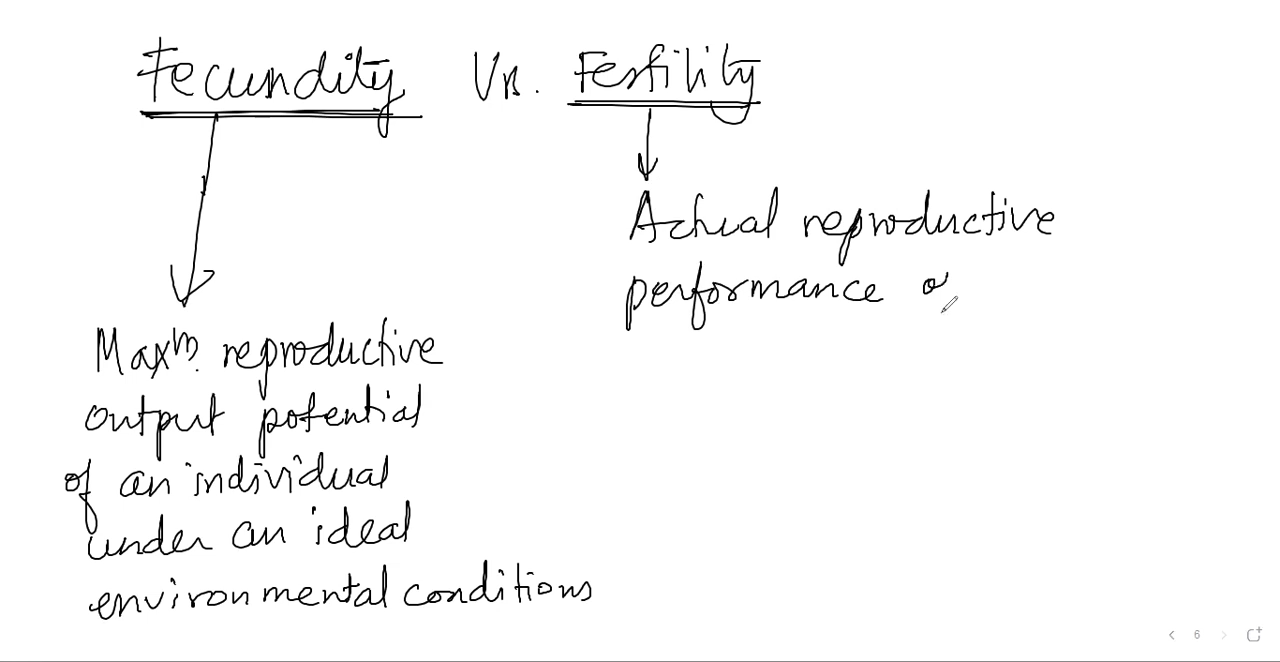 Fecundity Vs. Fertility
Actual reproductive
performance o
Maxm. reproductive
output potential
of an individual
under an ideal
environmental conditions
6